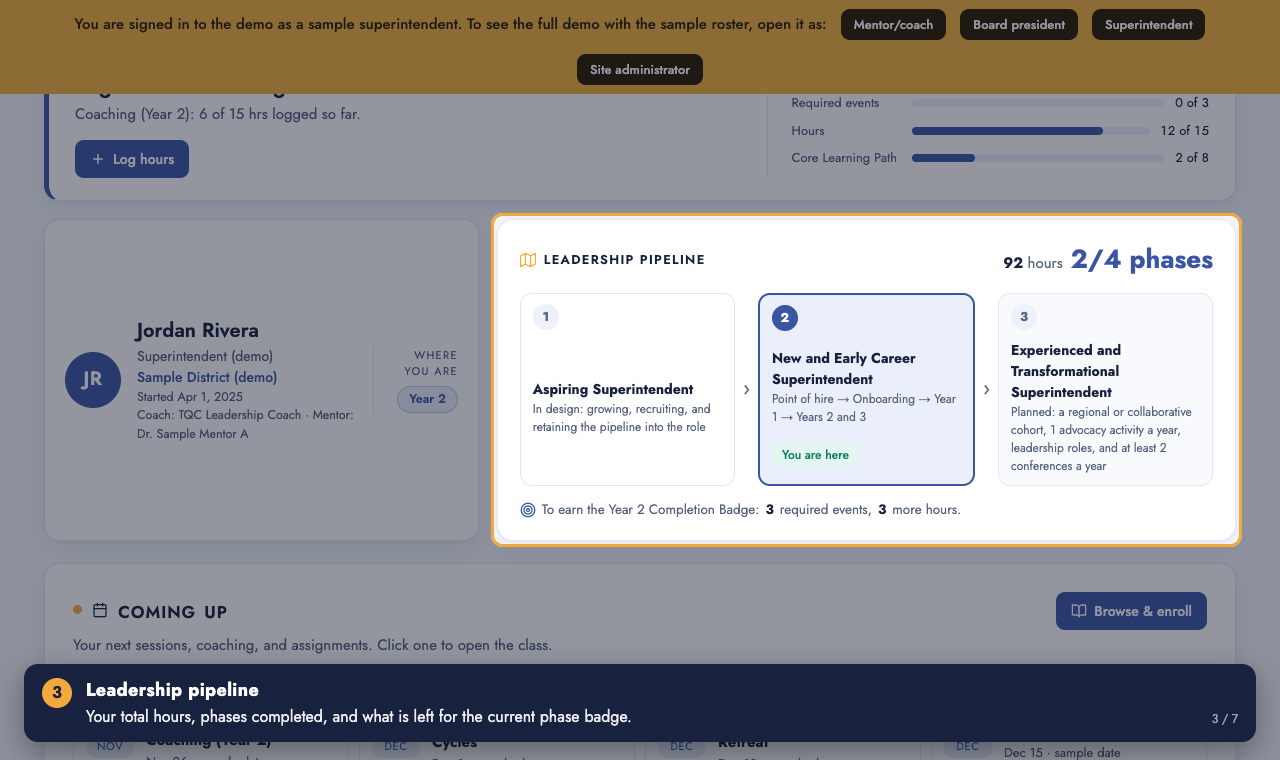 You are signed in to the demo as a sample superintendent. To see the full demo with the sample roster, open it as:
Mentor/coach
Board president
Superintendent
Site administrator
Coaching (Year 2): 6 of 15 hrs logged so far.
+ Log hours
Required events 0 of 3
Hours 12 of 15
Core Learning Path 2 of 8
JR
Jordan Rivera
Superintendent (demo)
Sample District (demo)
Started Apr 1, 2025
Coach: TQC Leadership Coach · Mentor:
Dr. Sample Mentor A
WHERE
YOU ARE
Year 2
LEADERSHIP PIPELINE
92 hours 2/4 phases
1
Aspiring Superintendent
In design: growing, recruiting, and
retaining the pipeline into the role
›
2
New and Early Career
Superintendent
Point of hire → Onboarding → Year
1 → Years 2 and 3
You are here
›
3
Experienced and
Transformational
Superintendent
Planned: a regional or collaborative
cohort, 1 advocacy activity a year,
leadership roles, and at least 2
conferences a year
To earn the Year 2 Completion Badge: 3 required events, 3 more hours.
COMING UP
Browse & enroll
Your next sessions, coaching, and assignments. Click one to open the class.
3
Leadership pipeline
Your total hours, phases completed, and what is left for the current phase badge.
3 / 7
NOV
Coaching (Year 2)
DEC
Cycles
DEC
Retreat
DEC
Dec 15 · sample date